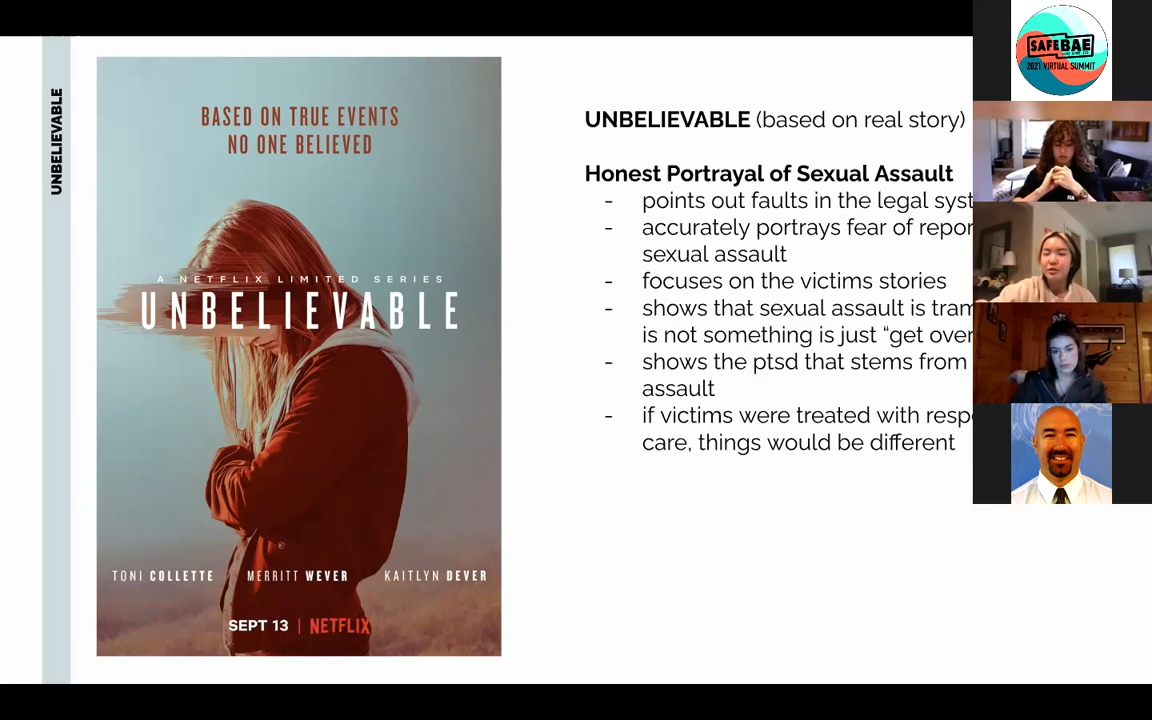 UNBELIEVABLE
BASED ON TRUE EVENTS
NO ONE BELIEVED
A NETFLIX LIMITED SERIES
UNBELIEVABLE
TONI COLLETTE MERRITT WEVER KAITLYN DEVER
SEPT 13 | NETFLIX
UNBELIEVABLE (based on real story)
Honest Portrayal of Sexual Assault
- points out faults in the legal syst
- accurately portrays fear of repor
sexual assault
- focuses on the victims stories
- shows that sexual assault is tram
is not something is just “get over
- shows the ptsd that stems from
assault
- if victims were treated with resp
care, things would be different
SAFEBAE
2021 VIRTUAL SUMMIT